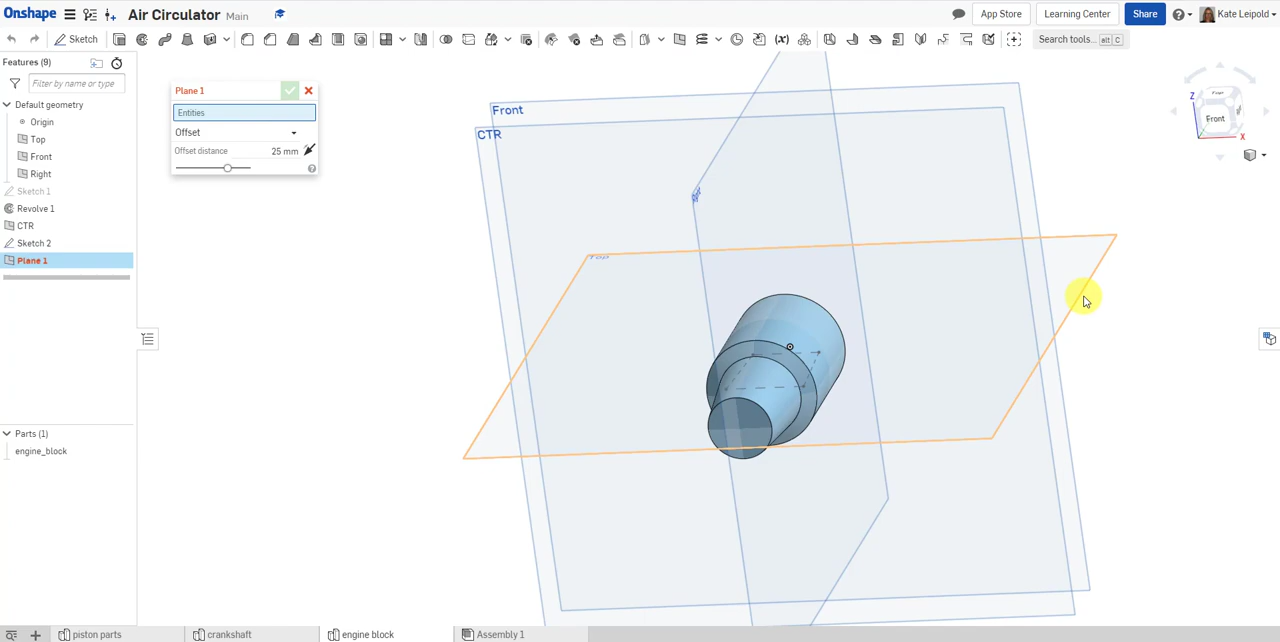 Onshape Air Circulator Main App Store Learning Center Share Kate Leipold
Sketch Search tools... alt C
Features (9)
Filter by name or type
Default geometry
Origin
Top
Front
Right
Sketch 1
Revolve 1
CTR
Sketch 2
Plane 1
Parts (1)
engine_block
Plane 1
Entities
Offset
Offset distance 25 mm
Front
CTR
Top
Z
Top
Front
X
piston parts crankshaft engine block Assembly 1